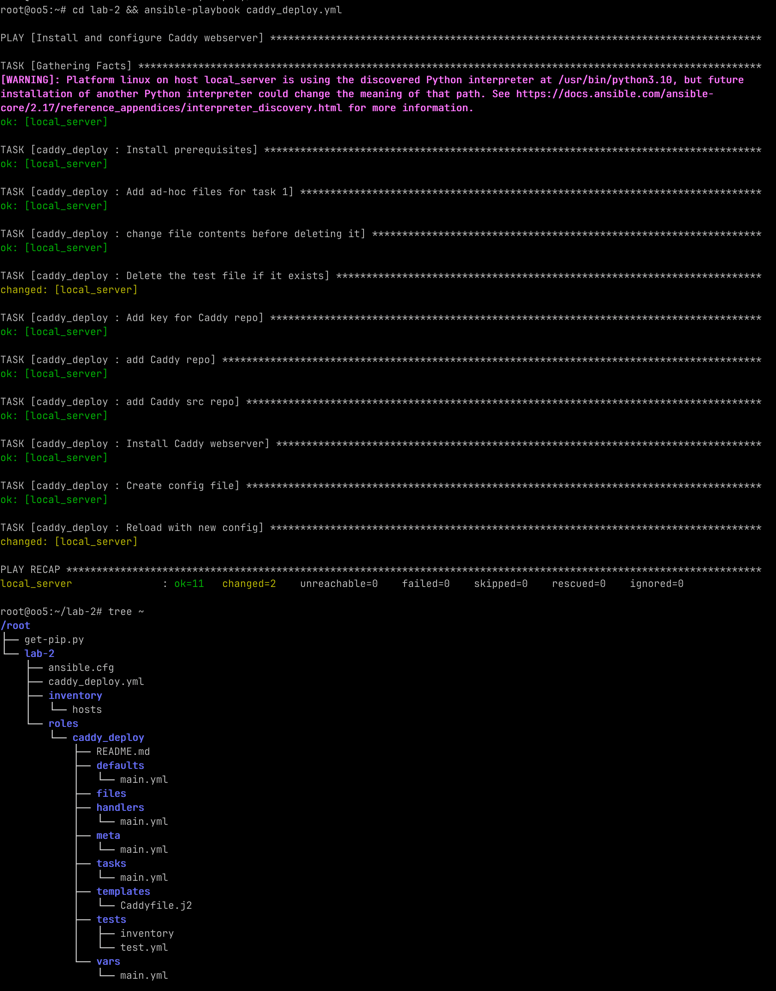 root@oo5:~# cd lab-2 && ansible-playbook caddy_deploy.yml
PLAY [Install and configure Caddy webserver] **********************************************************************************
TASK [Gathering Facts] ********************************************************************************************************
[WARNING]: Platform linux on host local_server is using the discovered Python interpreter at /usr/bin/python3.10, but future
installation of another Python interpreter could change the meaning of that path. See https://docs.ansible.com/ansible-
core/2.17/reference_appendices/interpreter_discovery.html for more information.
ok: [local_server]
TASK [caddy_deploy : Install prerequisites] ***********************************************************************************
ok: [local_server]
TASK [caddy_deploy : Add ad-hoc files for task 1] *****************************************************************************
ok: [local_server]
TASK [caddy_deploy : change file contents before deleting it] *****************************************************************
ok: [local_server]
TASK [caddy_deploy : Delete the test file if it exists] ***********************************************************************
changed: [local_server]
TASK [caddy_deploy : Add key for Caddy repo] **********************************************************************************
ok: [local_server]
TASK [caddy_deploy : add Caddy repo] ******************************************************************************************
ok: [local_server]
TASK [caddy_deploy : add Caddy src repo] **************************************************************************************
ok: [local_server]
TASK [caddy_deploy : Install Caddy webserver] *********************************************************************************
ok: [local_server]
TASK [caddy_deploy : Create config file] **************************************************************************************
ok: [local_server]
TASK [caddy_deploy : Reload with new config] **********************************************************************************
changed: [local_server]
PLAY RECAP ********************************************************************************************************************
local_server               : ok=11   changed=2    unreachable=0    failed=0    skipped=0    rescued=0    ignored=0
root@oo5:~/lab-2# tree ~
/root
├── get-pip.py
└── lab-2
    ├── ansible.cfg
    ├── caddy_deploy.yml
    ├── inventory
    │   └── hosts
    └── roles
        └── caddy_deploy
            ├── README.md
            ├── defaults
            │   └── main.yml
            ├── files
            ├── handlers
            │   └── main.yml
            ├── meta
            │   └── main.yml
            ├── tasks
            │   └── main.yml
            ├── templates
            │   └── Caddyfile.j2
            ├── tests
            │   ├── inventory
            │   └── test.yml
            └── vars
                └── main.yml